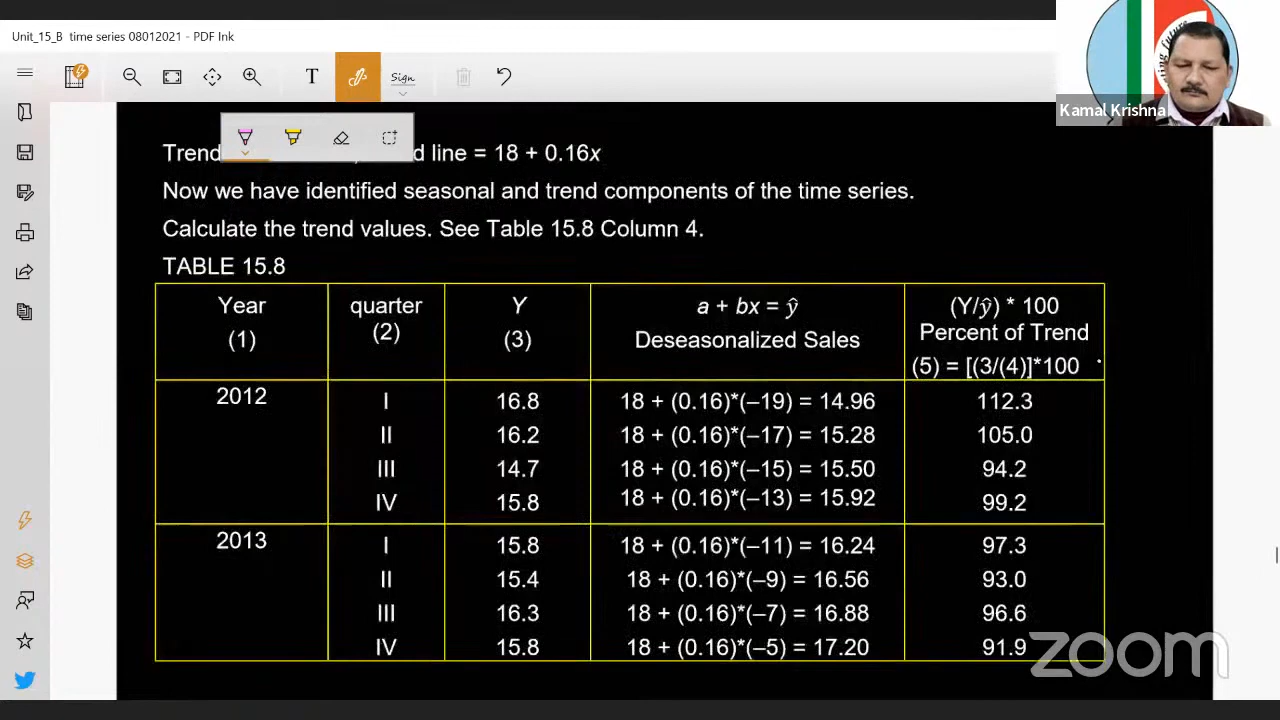 Unit_15_B time series 08012021 - PDF Ink
T
Sign
Kamal Krishna
Trend line = 18 + 0.16x
Now we have identified seasonal and trend components of the time series.
Calculate the trend values. See Table 15.8 Column 4.
TABLE 15.8
Year (1) quarter (2) Y (3) a + bx = ŷ Deseasonalized Sales (Y/ŷ) * 100 Percent of Trend (5) = [(3/(4)]*100
2012 I 16.8 18 + (0.16)*(–19) = 14.96 112.3
II 16.2 18 + (0.16)*(–17) = 15.28 105.0
III 14.7 18 + (0.16)*(–15) = 15.50 94.2
IV 15.8 18 + (0.16)*(–13) = 15.92 99.2
2013 I 15.8 18 + (0.16)*(–11) = 16.24 97.3
II 15.4 18 + (0.16)*(–9) = 16.56 93.0
III 16.3 18 + (0.16)*(–7) = 16.88 96.6
IV 15.8 18 + (0.16)*(–5) = 17.20 91.9
zoom